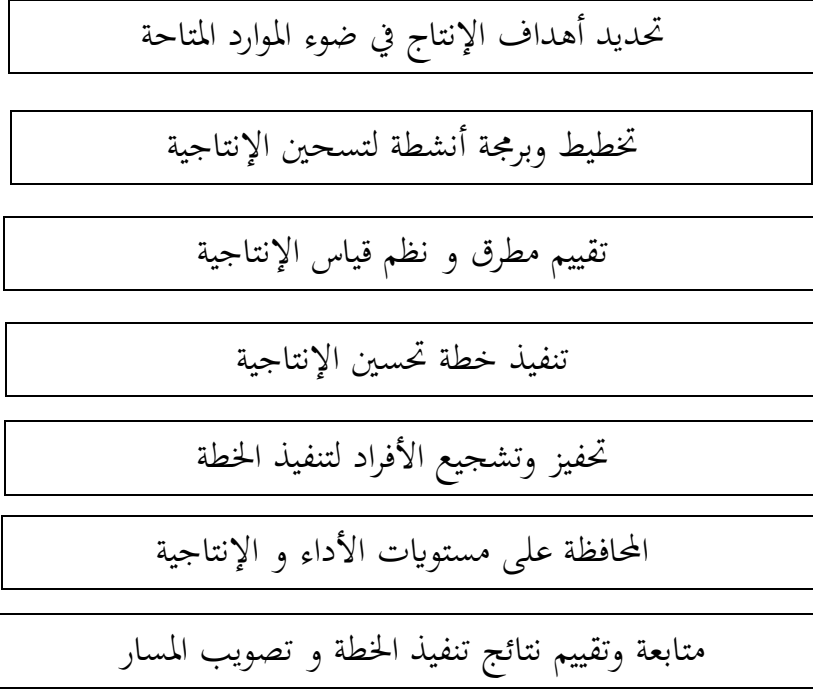 تحديد أهداف الإنتاج في ضوء الموارد المتاحة
تخطيط وبرمجة أنشطة لتسحين الإنتاجية
تقييم مطرق و نظم قياس الإنتاجية
تنفيذ خطة تحسين الإنتاجية
تحفيز وتشجيع الأفراد لتنفيذ الخطة
المحافظة على مستويات الأداء و الإنتاجية
متابعة وتقييم نتائج تنفيذ الخطة و تصويب المسار